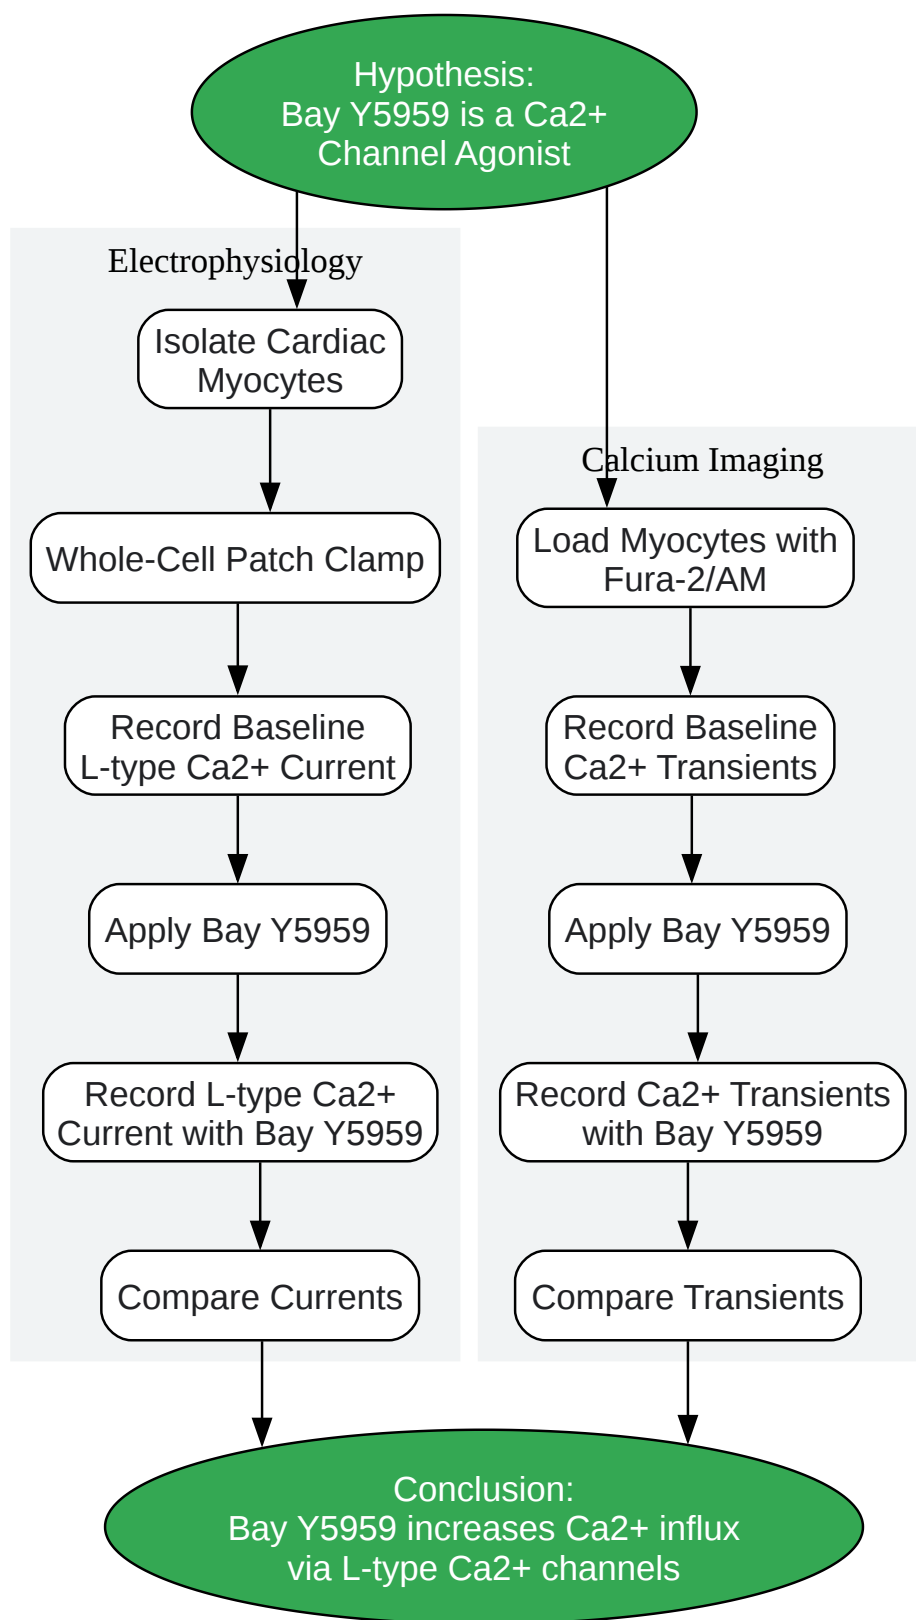 Hypothesis:
Bay Y5959 is a Ca2+
Channel Agonist
Electrophysiology
Isolate Cardiac
Myocytes
Whole-Cell Patch Clamp
Record Baseline
L-type Ca2+ Current
Apply Bay Y5959
Record L-type Ca2+
Current with Bay Y5959
Compare Currents
Calcium Imaging
Load Myocytes with
Fura-2/AM
Record Baseline
Ca2+ Transients
Apply Bay Y5959
Record Ca2+ Transients
with Bay Y5959
Compare Transients
Conclusion:
Bay Y5959 increases Ca2+ influx
via L-type Ca2+ channels